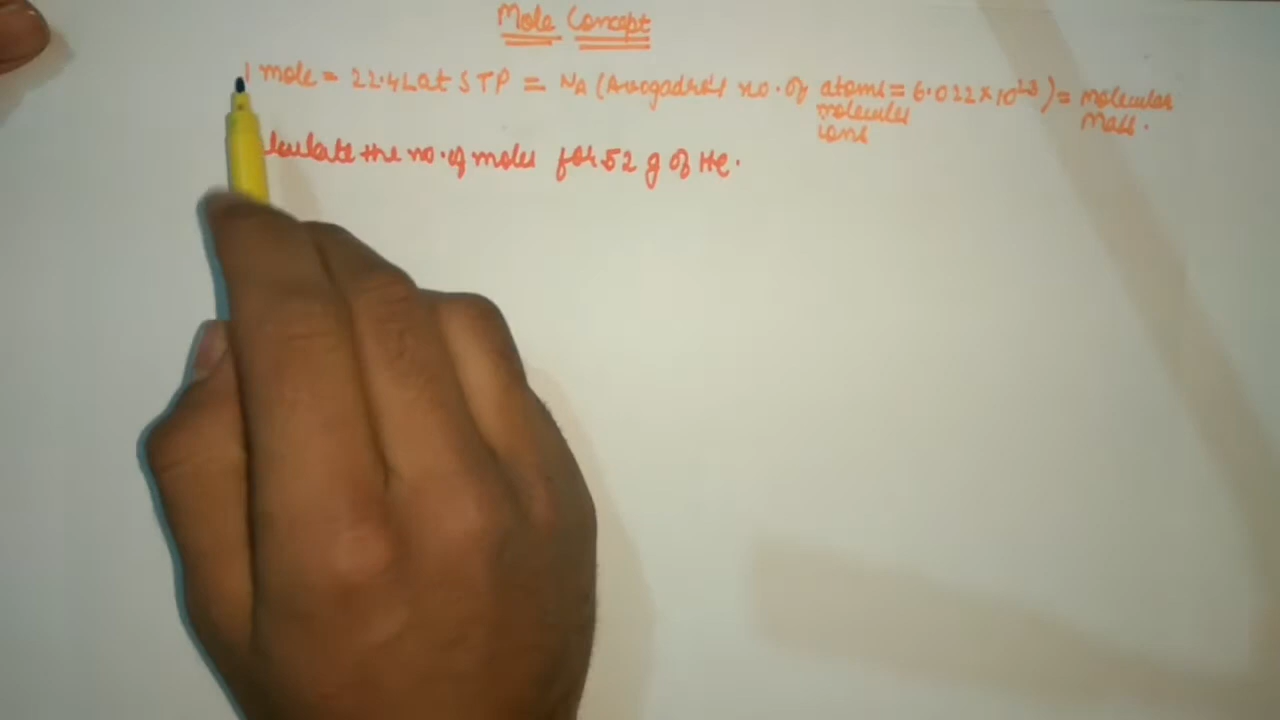 Mole Concept
1 mole = 22.4L at STP = NA (Avogadro's no. of atoms = 6.022 × 10²³) = molecular
molecules mass.
ions
lculate the no. of moles for 52 g of He.